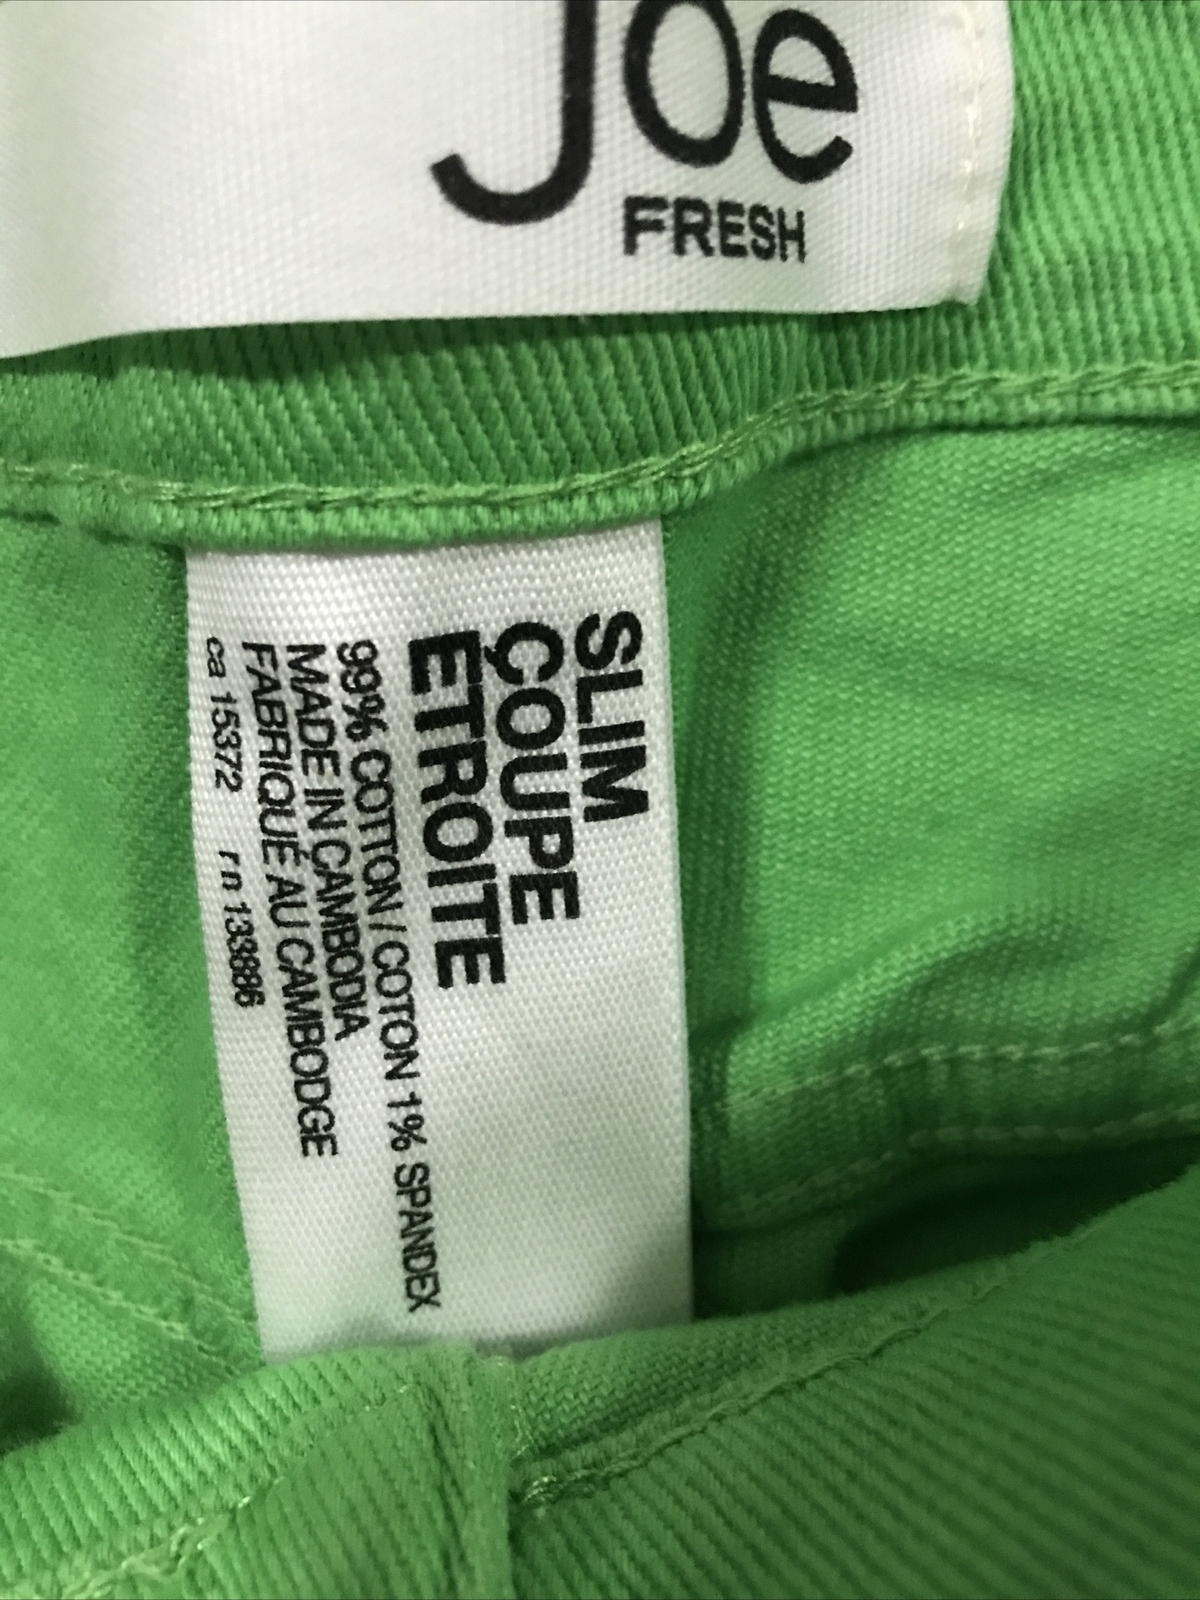 Joe
FRESH
SLIM
COUPE
ETROITE
99% COTTON / COTON 1% SPANDEX
MADE IN CAMBODIA
FABRIQUÉ AU CAMBODGE
ca 15372 rn 133886